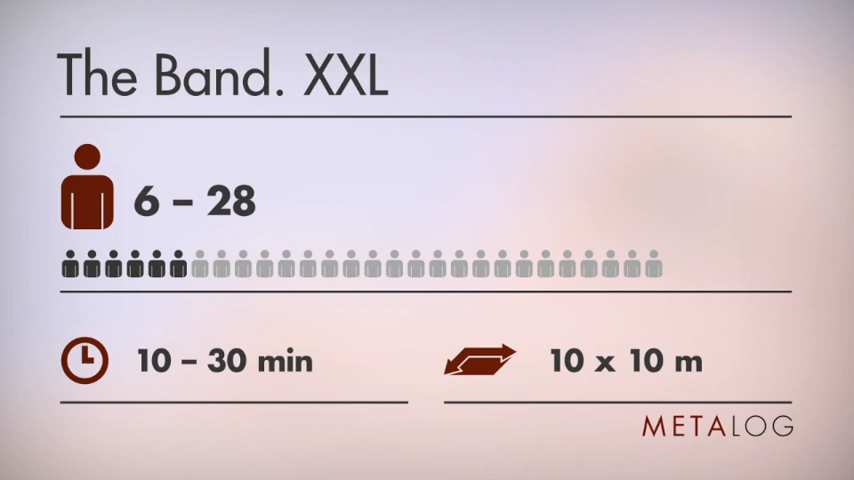 The Band. XXL
6 – 28
10 – 30 min
10 x 10 m
METALOG